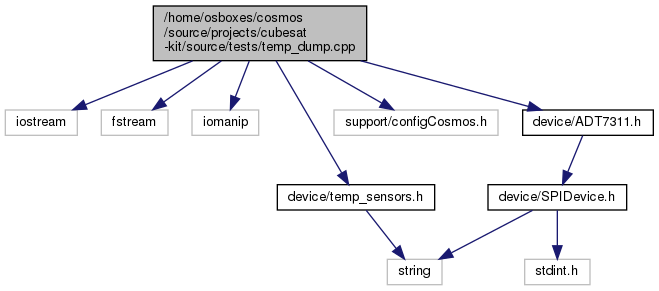 /home/osboxes/cosmos
/source/projects/cubesat
-kit/source/tests/temp_dump.cpp
iostream
fstream
iomanip
support/configCosmos.h
device/ADT7311.h
device/temp_sensors.h
device/SPIDevice.h
string
stdint.h